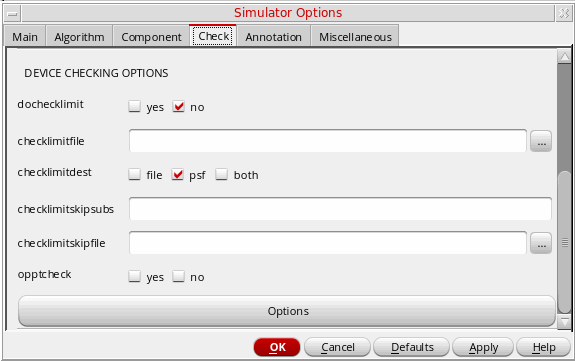 Simulator Options
Main Algorithm Component Check Annotation Miscellaneous
DEVICE CHECKING OPTIONS
dochecklimit yes no
checklimitfile ...
checklimitdest file psf both
checklimitskipsubs
checklimitskipfile ...
opptcheck yes no
Options
OK Cancel Defaults Apply Help